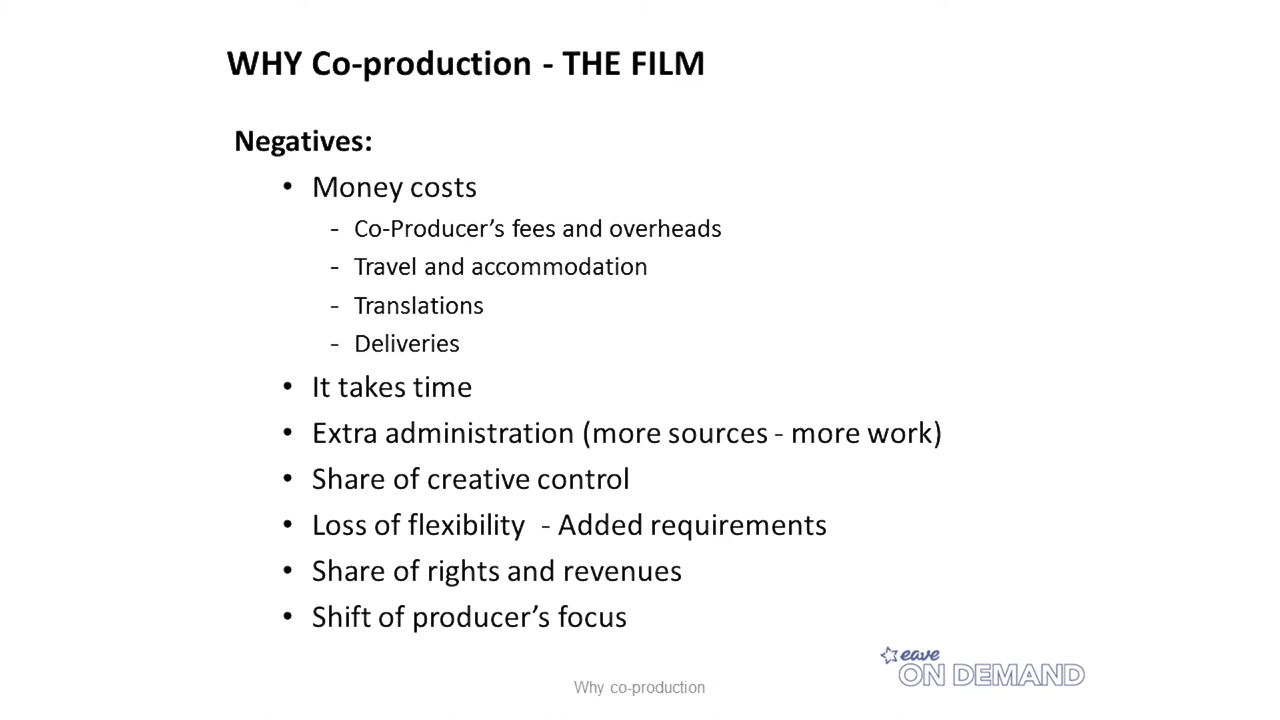 WHY Co-production - THE FILM
Negatives:
• Money costs
- Co-Producer’s fees and overheads
- Travel and accommodation
- Translations
- Deliveries
• It takes time
• Extra administration (more sources - more work)
• Share of creative control
• Loss of flexibility - Added requirements
• Share of rights and revenues
• Shift of producer’s focus
eave
ON DEMAND
Why co-production